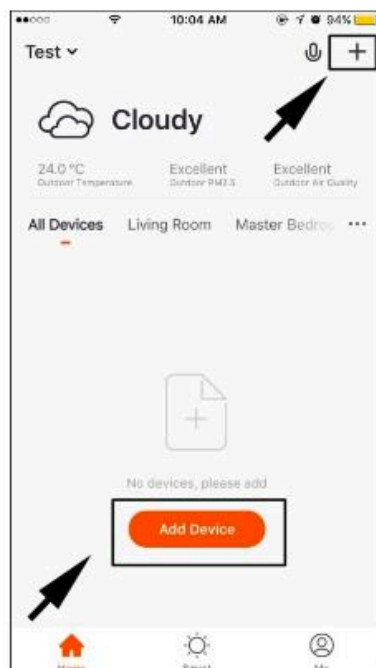 10:04 AM 94%
Test
Cloudy
24.0 °C Excellent Excellent
Outdoor Temperature Outdoor PM2.5 Outdoor Air Quality
All Devices Living Room Master Bedroo ...
No devices, please add
Add Device
Home Smart Me